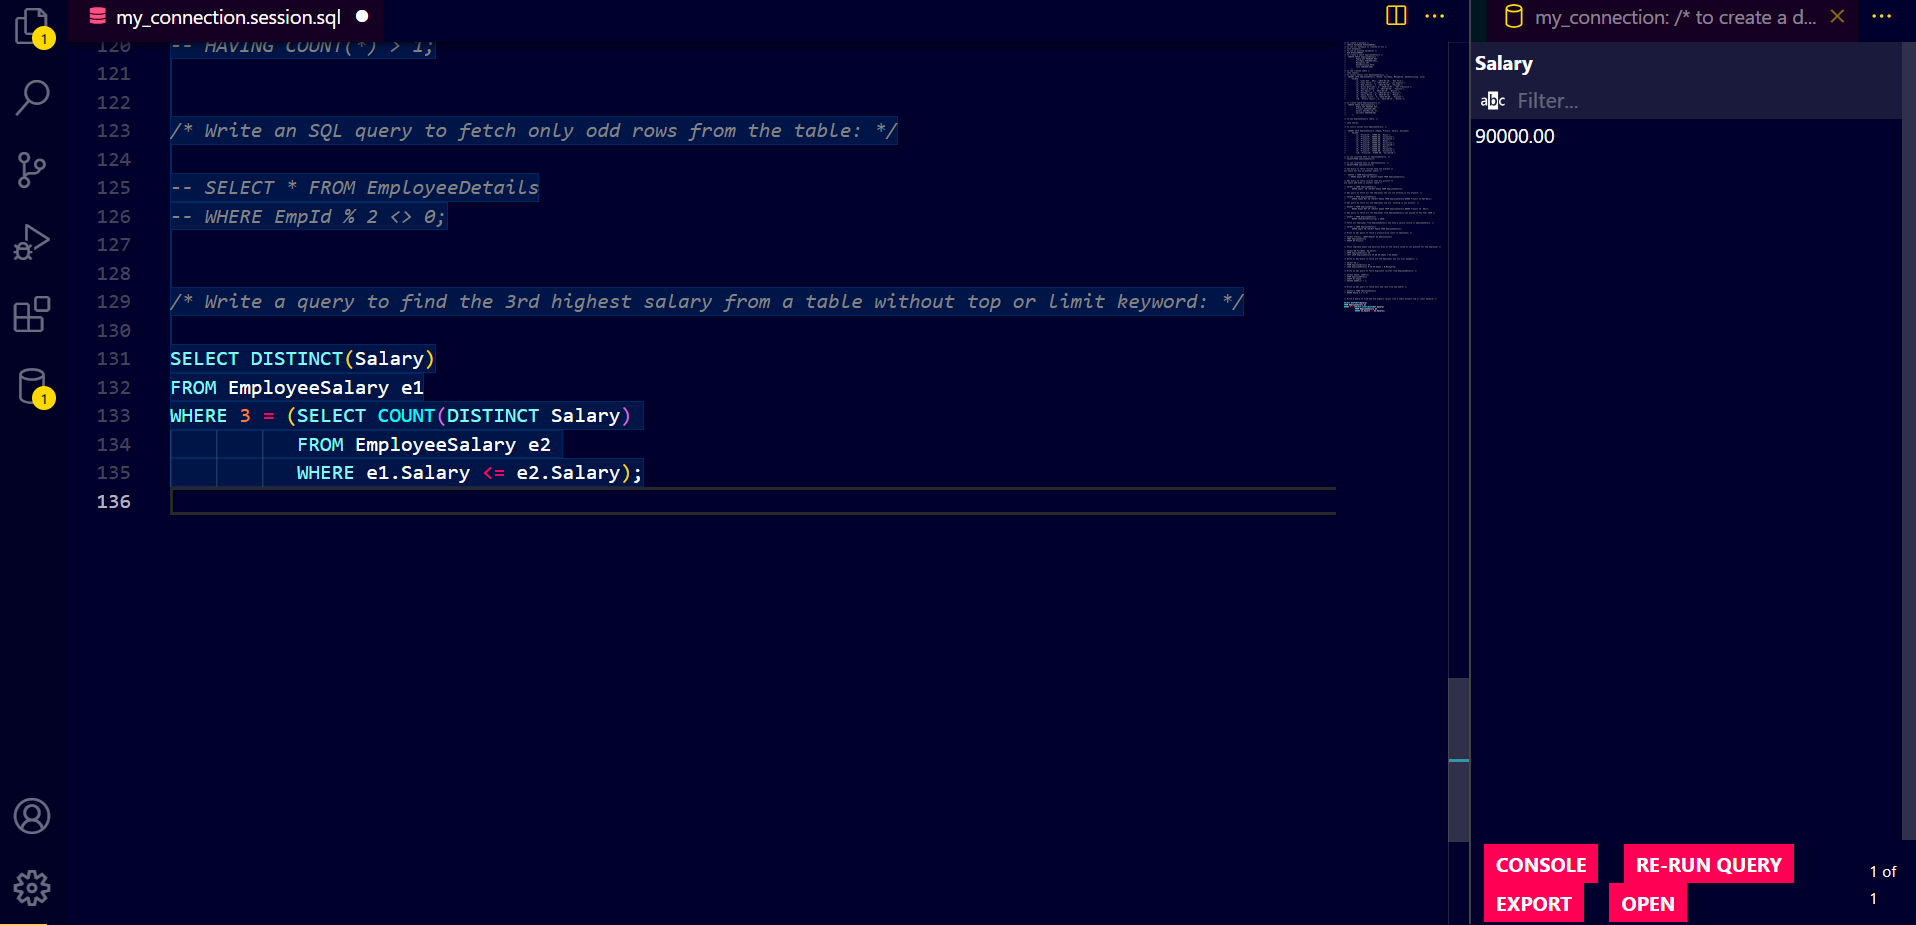 my_connection.session.sql
my_connection: /* to create a d...
1
1
120 -- HAVING COUNT(*) > 1;
121
122
123 /* Write an SQL query to fetch only odd rows from the table: */
124
125 -- SELECT * FROM EmployeeDetails
126 -- WHERE EmpId % 2 <> 0;
127
128
129 /* Write a query to find the 3rd highest salary from a table without top or limit keyword: */
130
131 SELECT DISTINCT(Salary)
132 FROM EmployeeSalary e1
133 WHERE 3 = (SELECT COUNT(DISTINCT Salary)
134 FROM EmployeeSalary e2
135 WHERE e1.Salary <= e2.Salary);
136
Salary
abc Filter...
90000.00
CONSOLE RE-RUN QUERY
EXPORT OPEN
1 of
1